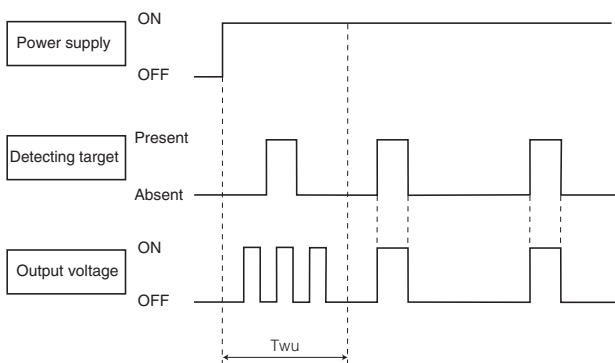 ON
Power supply
OFF
Present
Detecting target
Absent
ON
Output voltage
OFF
Twu